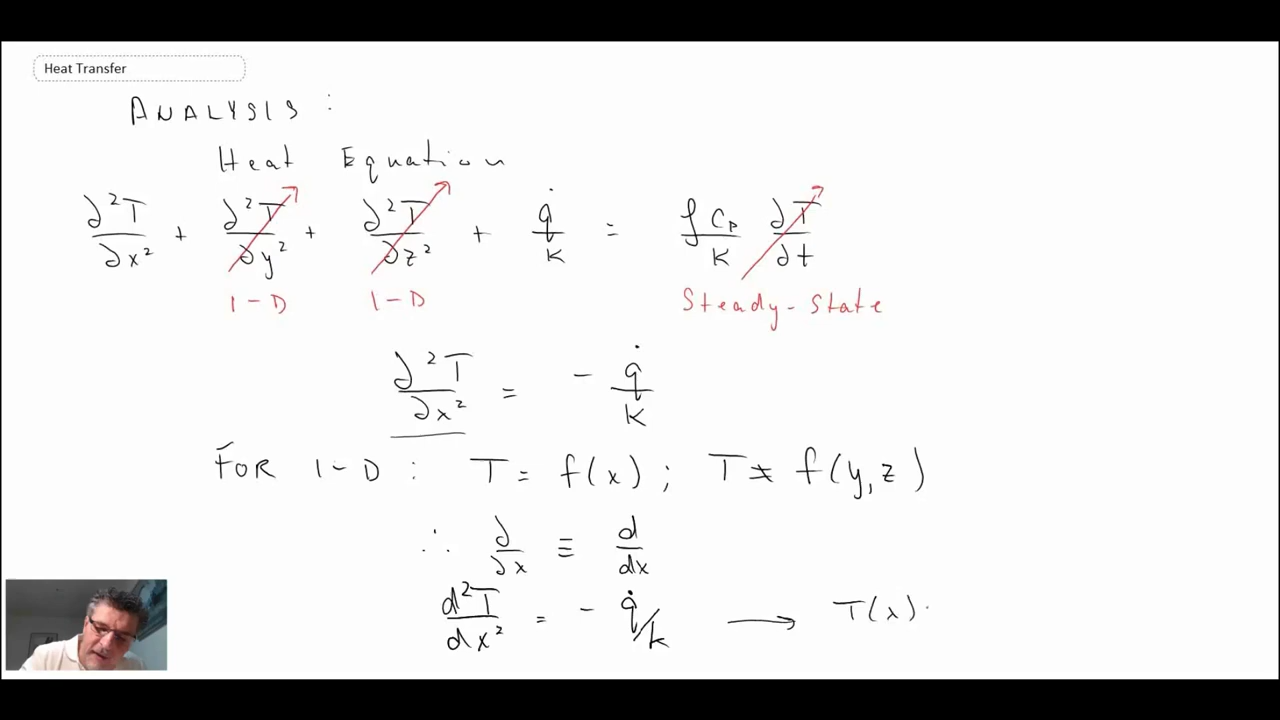 Heat Transfer
ANALYSIS :
Heat Equation
∂²T/∂x² + ∂²T/∂y² + ∂²T/∂z² + q̇/k = ρCp/k ∂T/∂t
1-D 1-D Steady-State
∂²T/∂x² = - q̇/k
FOR 1-D : T = f(x) ; T ≠ f(y,z)
∴ ∂/∂x ≡ d/dx
d²T/dx² = - q̇/k → T(x).